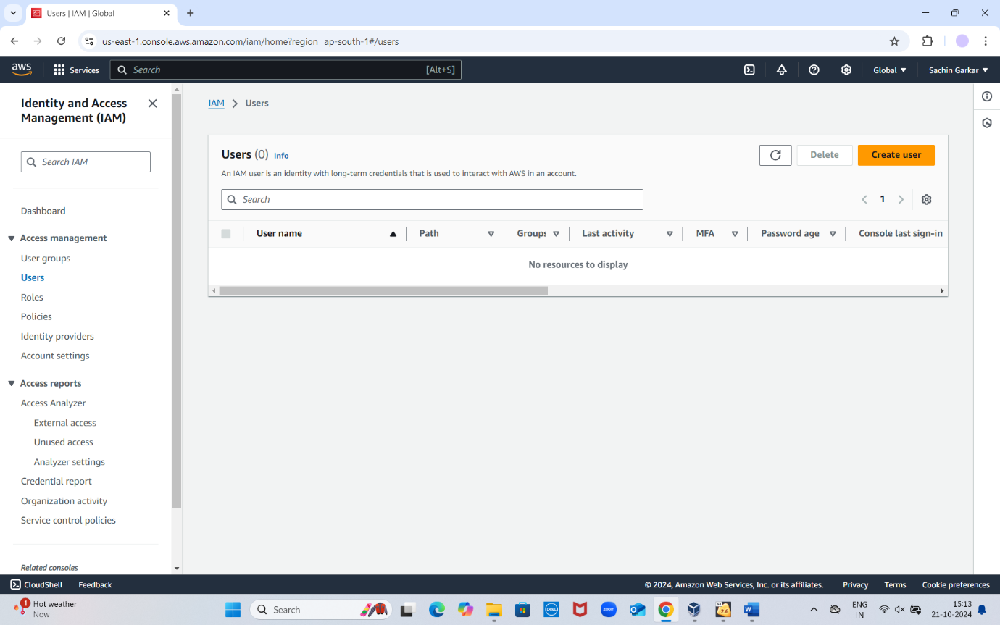 Users | IAM | Global
us-east-1.console.aws.amazon.com/iam/home?region=ap-south-1#/users
aws
Services
Search
[Alt+S]
Global
Sachin Garkar
Identity and Access
Management (IAM)
Search IAM
Dashboard
Access management
User groups
Users
Roles
Policies
Identity providers
Account settings
Access reports
Access Analyzer
External access
Unused access
Analyzer settings
Credential report
Organization activity
Service control policies
Related consoles
IAM
Users
Users (0) Info
Delete
Create user
An IAM user is an identity with long-term credentials that is used to interact with AWS in an account.
Search
1
User name
Path
Groups
Last activity
MFA
Password age
Console last sign-in
No resources to display
CloudShell
Feedback
© 2024, Amazon Web Services, Inc. or its affiliates.
Privacy
Terms
Cookie preferences
1
Hot weather
Now
Search
DELL
zoom
2.6
W
ENG
IN
15:13
21-10-2024